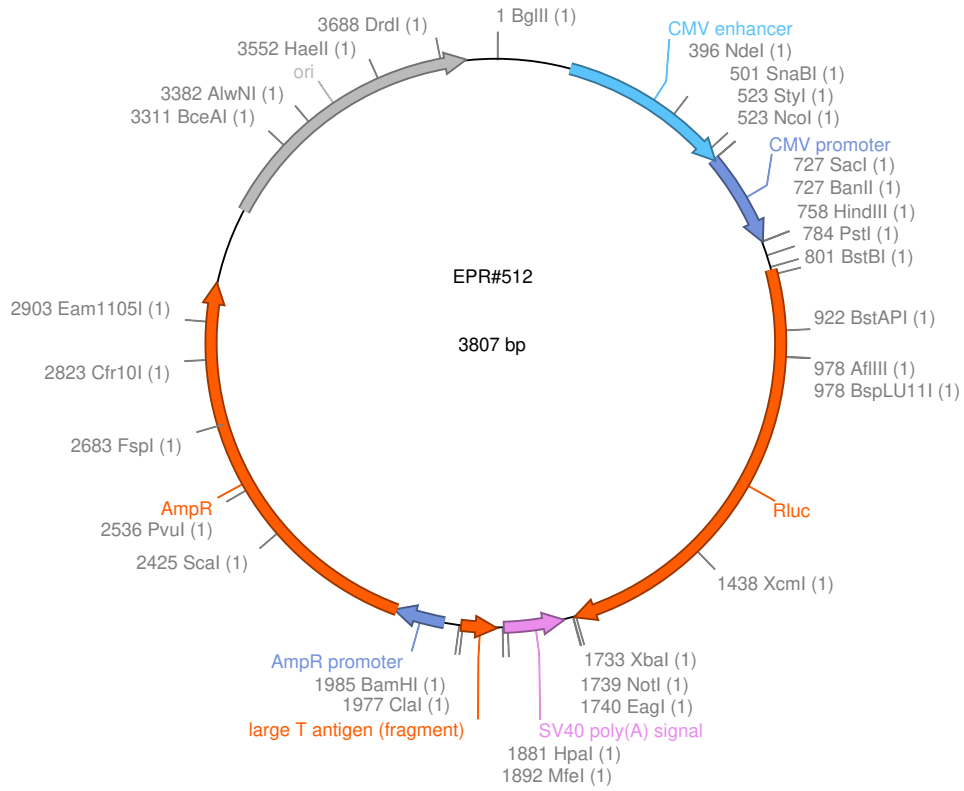 1 BglII (1)
CMV enhancer
396 NdeI (1)
501 SnaBI (1)
523 StyI (1)
523 NcoI (1)
CMV promoter
727 SacI (1)
727 BanII (1)
758 HindIII (1)
784 PstI (1)
801 BstBI (1)
922 BstAPI (1)
978 AflIII (1)
978 BspLU11I (1)
Rluc
1438 XcmI (1)
1733 XbaI (1)
1739 NotI (1)
1740 EagI (1)
SV40 poly(A) signal
1881 HpaI (1)
1892 MfeI (1)
large T antigen (fragment)
1977 ClaI (1)
1985 BamHI (1)
AmpR promoter
2425 ScaI (1)
2536 PvuI (1)
AmpR
2683 FspI (1)
2823 Cfr10I (1)
2903 Eam1105I (1)
3311 BceAI (1)
3382 AlwNI (1)
ori
3552 HaeII (1)
3688 DrdI (1)
EPR#512
3807 bp